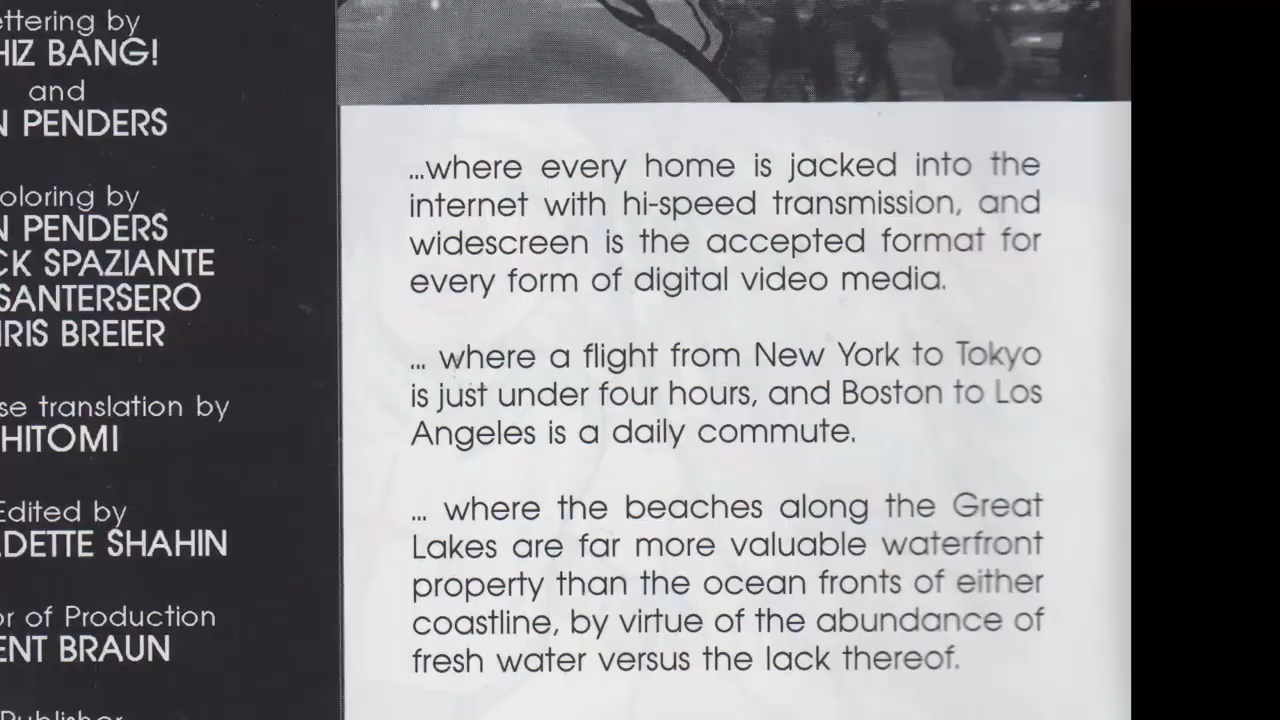 ettering by
HIZ BANG!
and
N PENDERS
oloring by
N PENDERS
CK SPAZIANTE
SANTERSERO
IRIS BREIER
se translation by
HITOMI
Edited by
DETTE SHAHIN
or of Production
ENT BRAUN
Publisher
...where every home is jacked into the
internet with hi-speed transmission, and
widescreen is the accepted format for
every form of digital video media.
... where a flight from New York to Tokyo
is just under four hours, and Boston to Los
Angeles is a daily commute.
... where the beaches along the Great
Lakes are far more valuable waterfront
property than the ocean fronts of either
coastline, by virtue of the abundance of
fresh water versus the lack thereof.